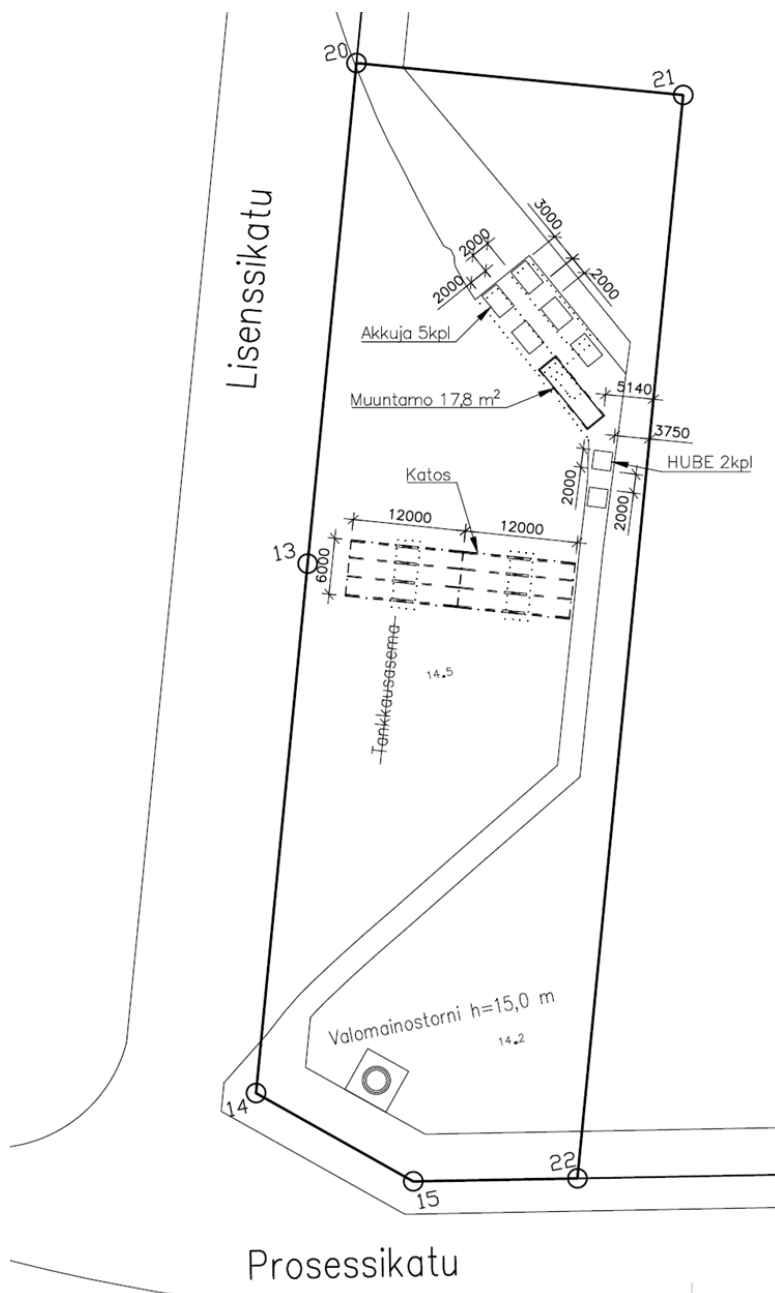 20
21
Lisenssikatu
3000
2000
2000
2000
Akkuja 5kpl
Muuntamo 17,8 m²
5140
3750
HUBE 2kpl
Katos
2000
2000
12000
12000
13
6000
Tankkausasema
14.5
Valomainostorni h=15,0 m
14.2
14
22
15
Prosessikatu